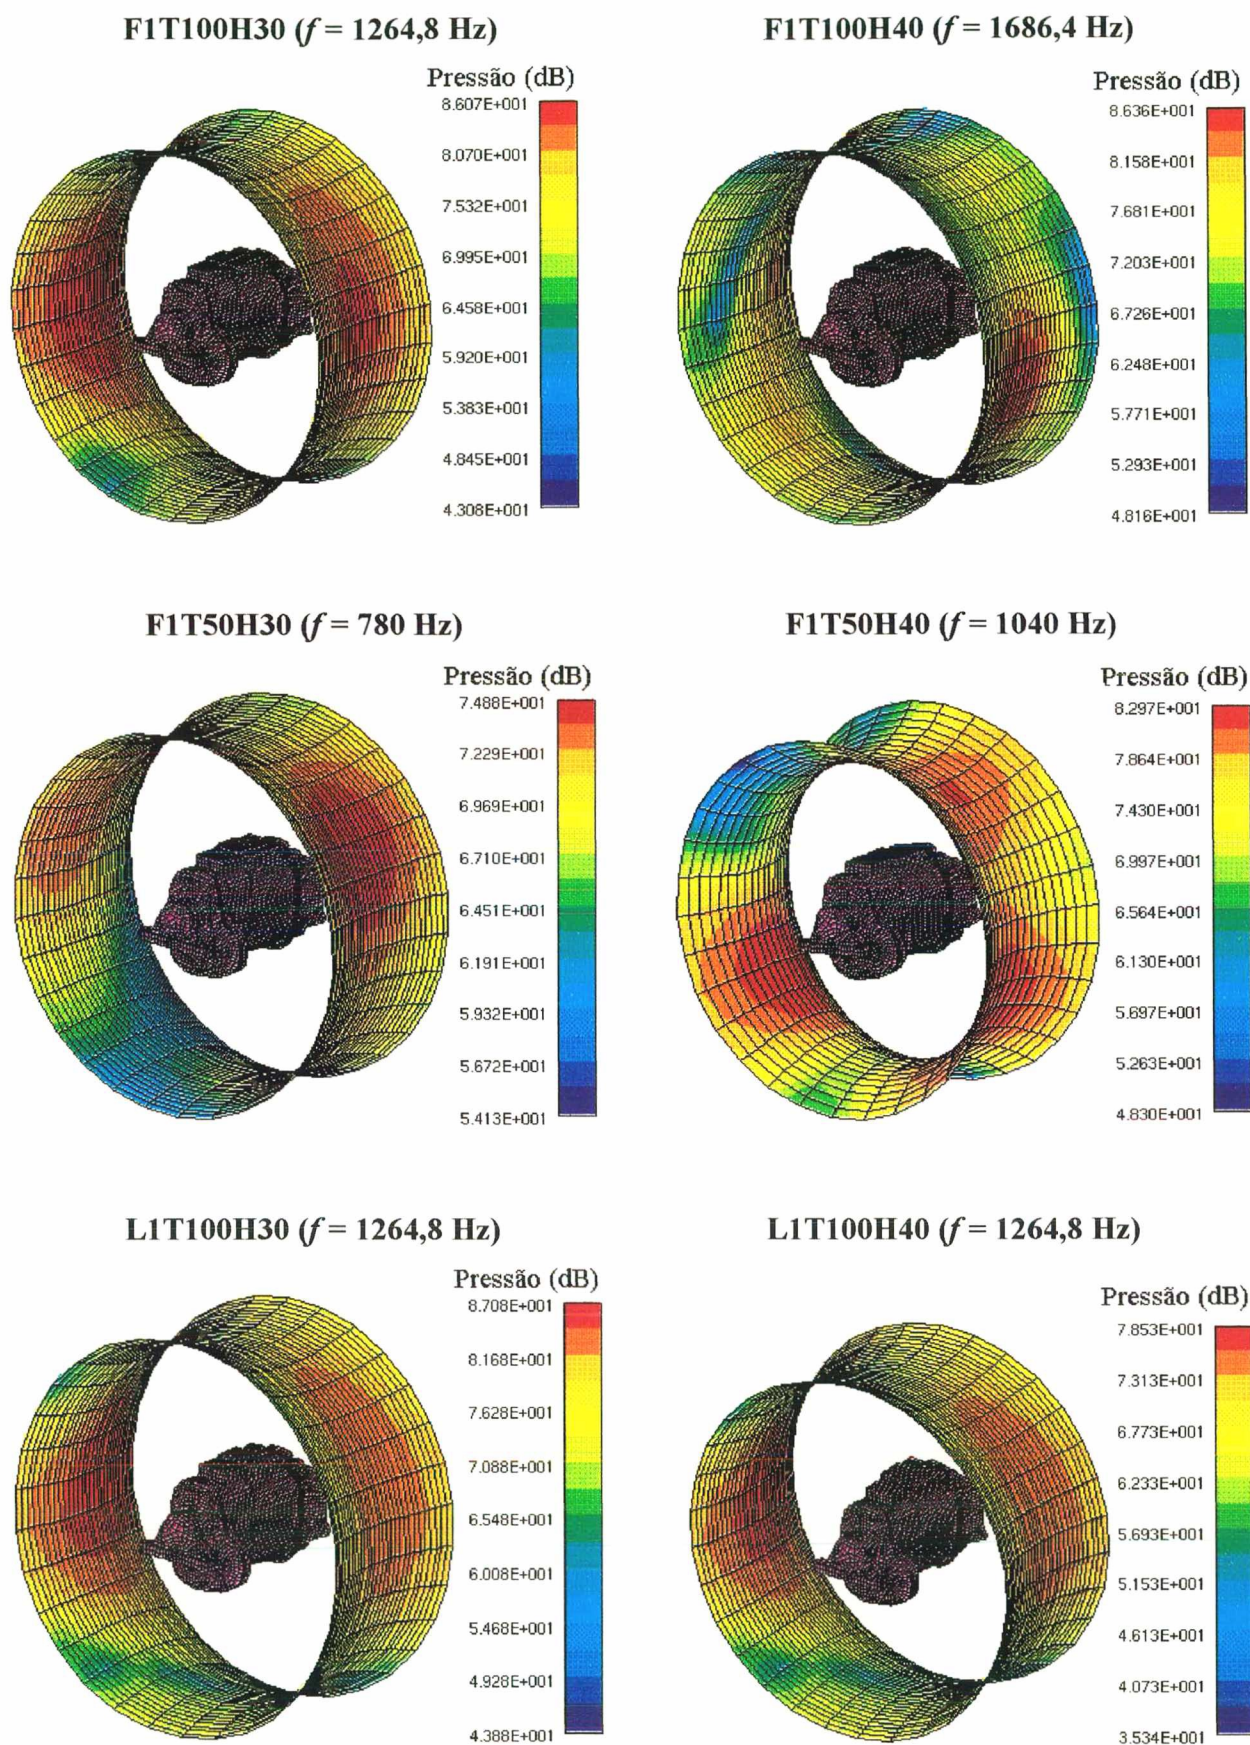 F1T100H30 (f = 1264,8 Hz)
Pressão (dB)
8.607E+001
8.070E+001
7.532E+001
6.995E+001
6.458E+001
5.920E+001
5.383E+001
4.845E+001
4.308E+001
F1T100H40 (f = 1686,4 Hz)
Pressão (dB)
8.636E+001
8.158E+001
7.681E+001
7.203E+001
6.726E+001
6.248E+001
5.771E+001
5.293E+001
4.816E+001
F1T50H30 (f = 780 Hz)
Pressão (dB)
7.488E+001
7.229E+001
6.969E+001
6.710E+001
6.451E+001
6.191E+001
5.932E+001
5.672E+001
5.413E+001
F1T50H40 (f = 1040 Hz)
Pressão (dB)
8.297E+001
7.864E+001
7.430E+001
6.997E+001
6.564E+001
6.130E+001
5.697E+001
5.263E+001
4.830E+001
L1T100H30 (f = 1264,8 Hz)
Pressão (dB)
8.708E+001
8.168E+001
7.628E+001
7.088E+001
6.548E+001
6.008E+001
5.468E+001
4.928E+001
4.388E+001
L1T100H40 (f = 1264,8 Hz)
Pressão (dB)
7.853E+001
7.313E+001
6.773E+001
6.233E+001
5.693E+001
5.153E+001
4.613E+001
4.073E+001
3.534E+001